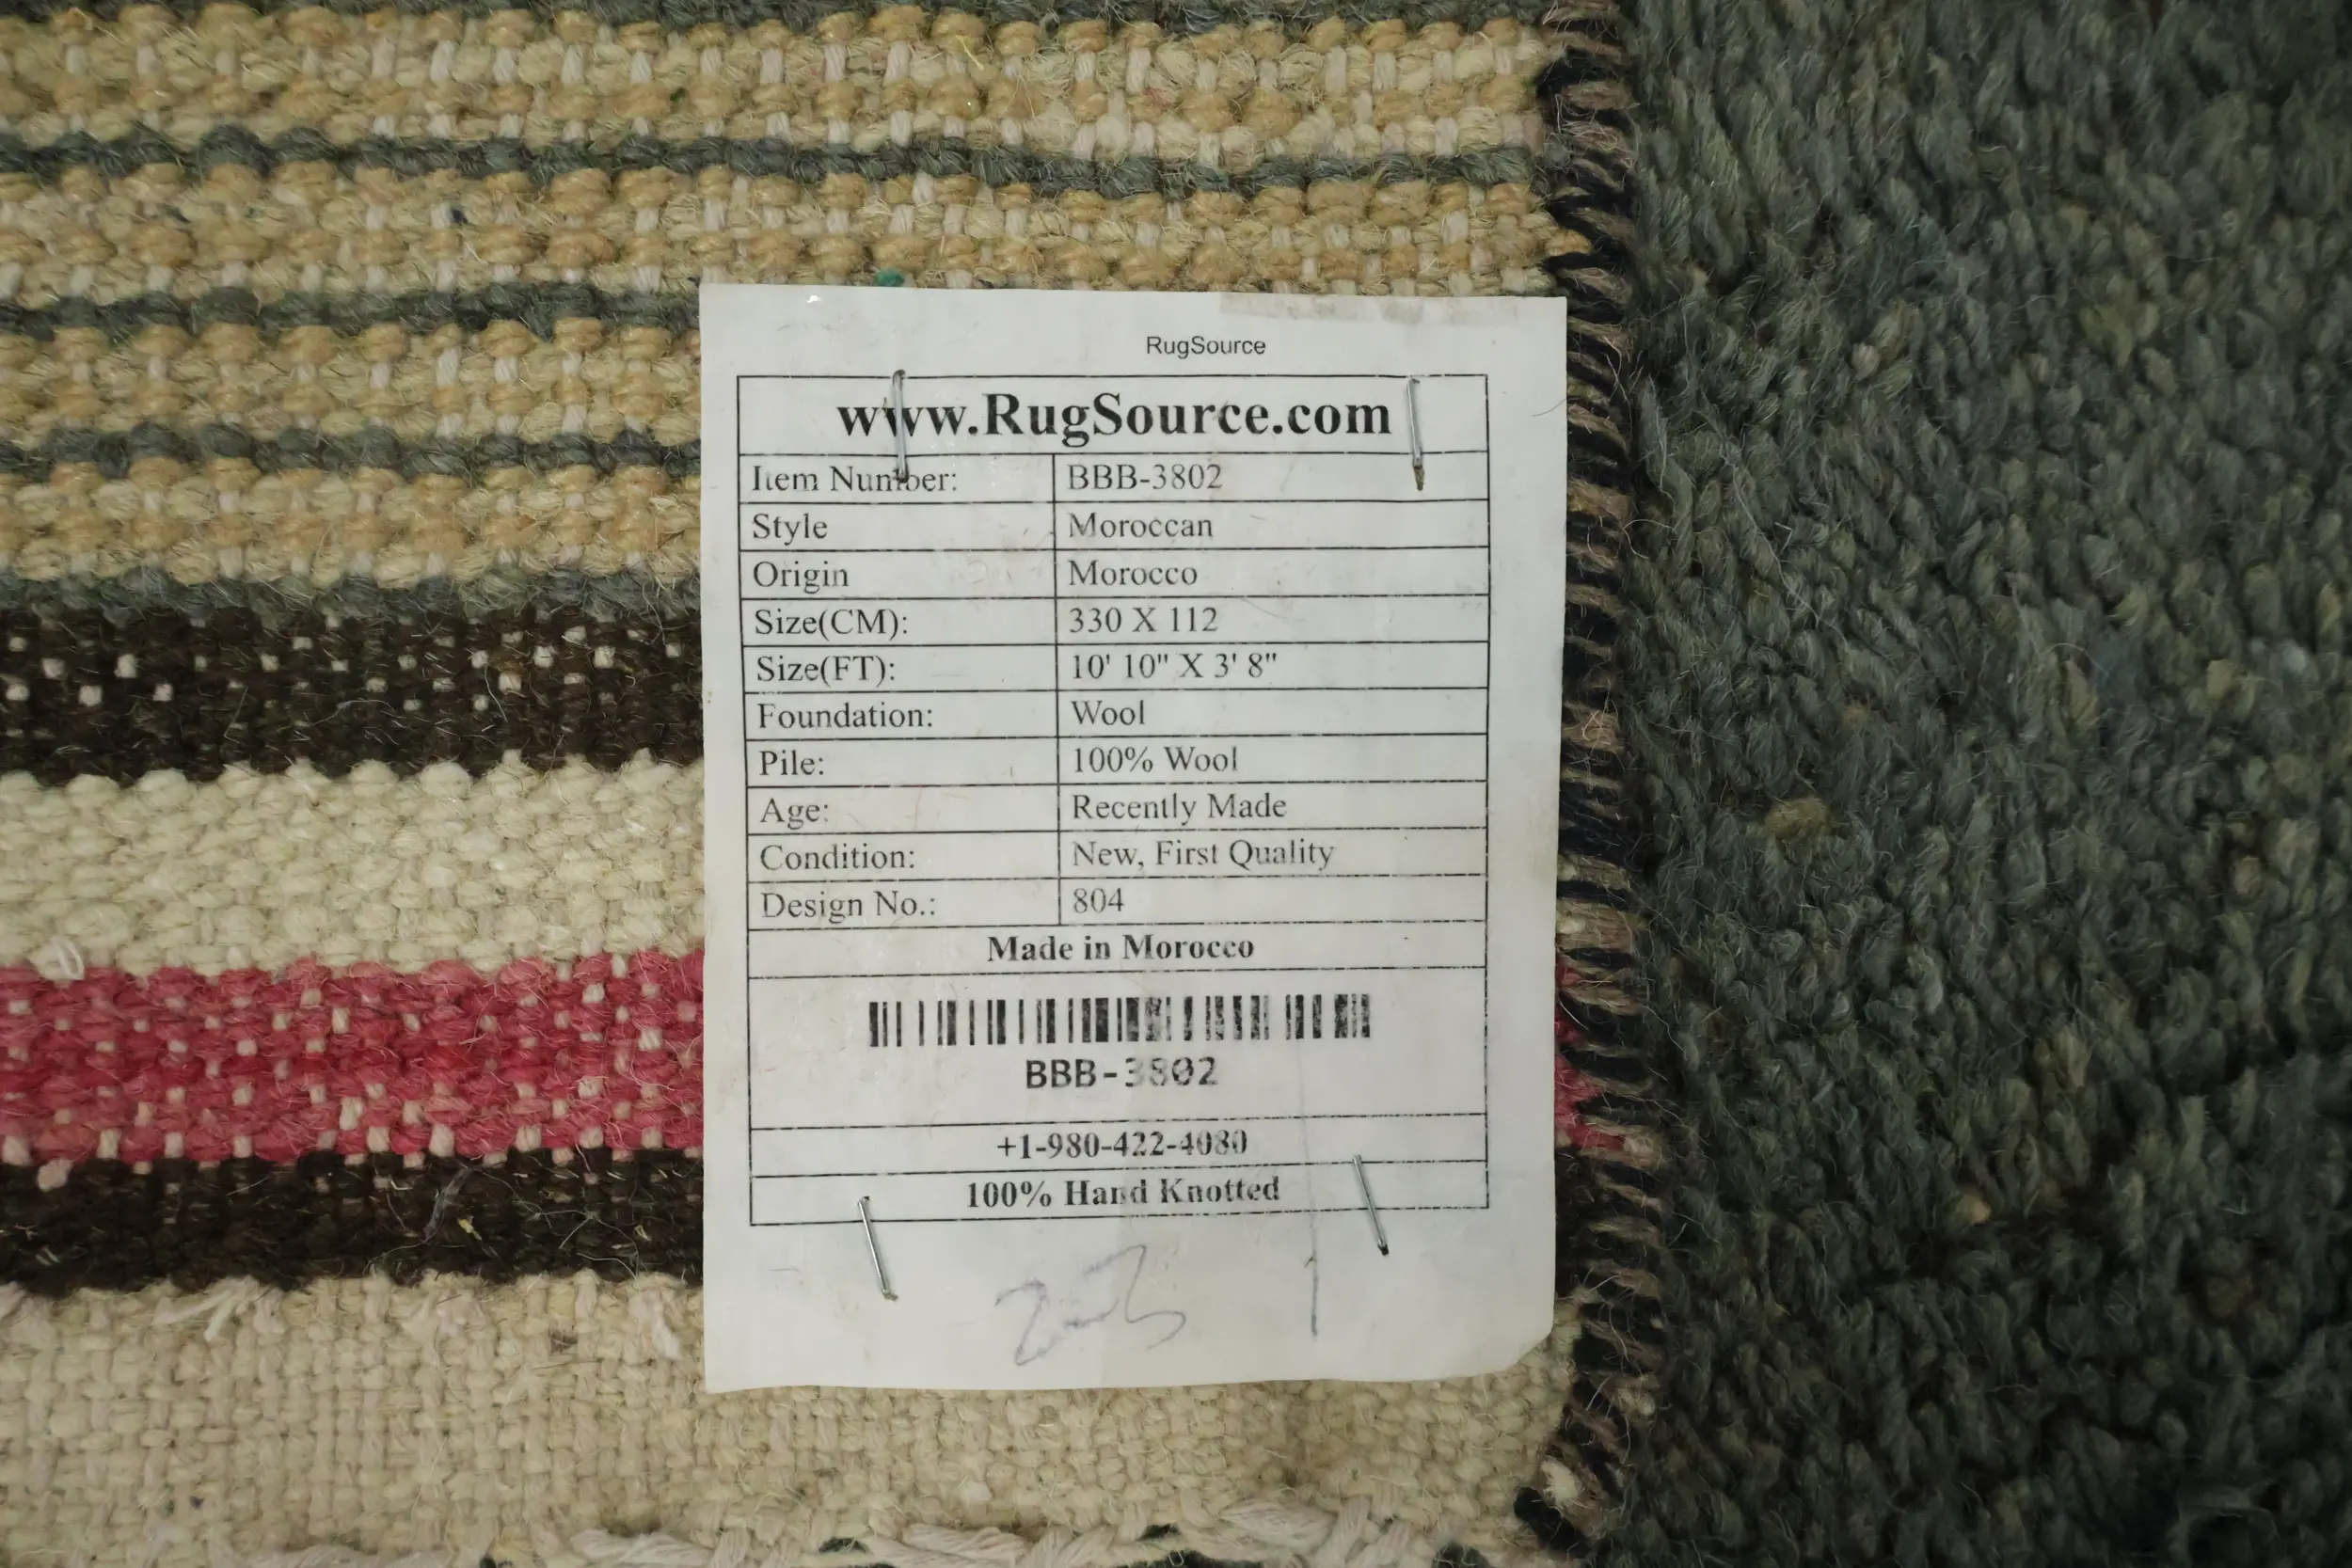 RugSource
www.RugSource.com
Item Number: BBB-3802
Style Moroccan
Origin Morocco
Size(CM): 330 X 112
Size(FT): 10' 10" X 3' 8"
Foundation: Wool
Pile: 100% Wool
Age: Recently Made
Condition: New, First Quality
Design No.: 804
Made in Morocco
BBB-3802
+1-980-422-4080
100% Hand Knotted